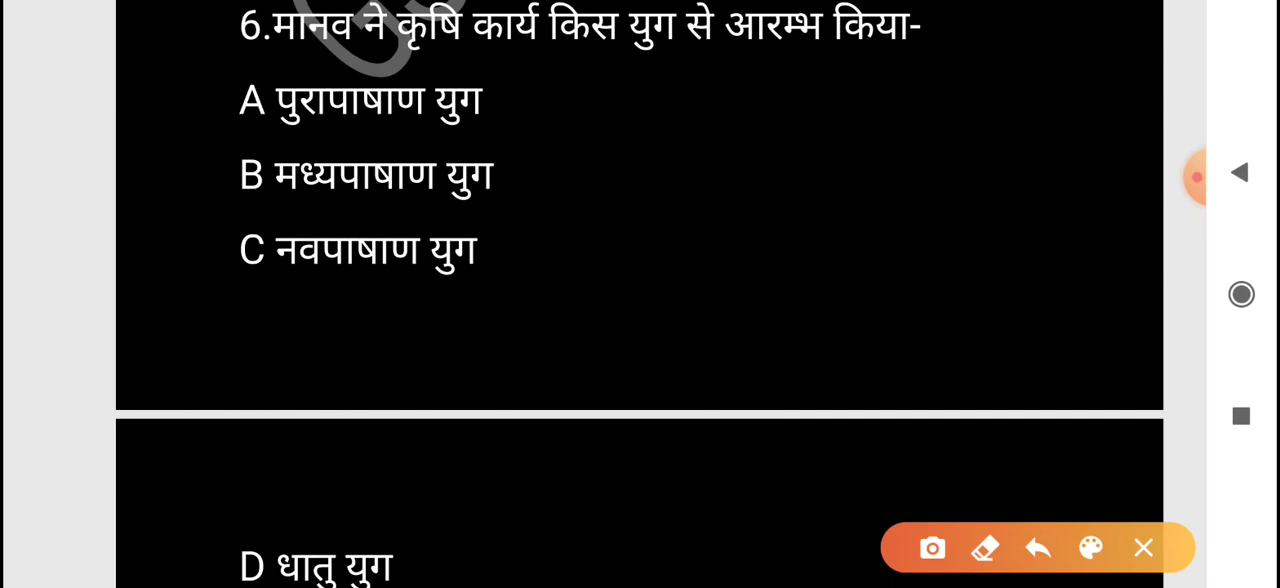 6.मानव ने कृषि कार्य किस युग से आरम्भ किया-
A पुरापाषाण युग
B मध्यपाषाण युग
C नवपाषाण युग
D धातु युग